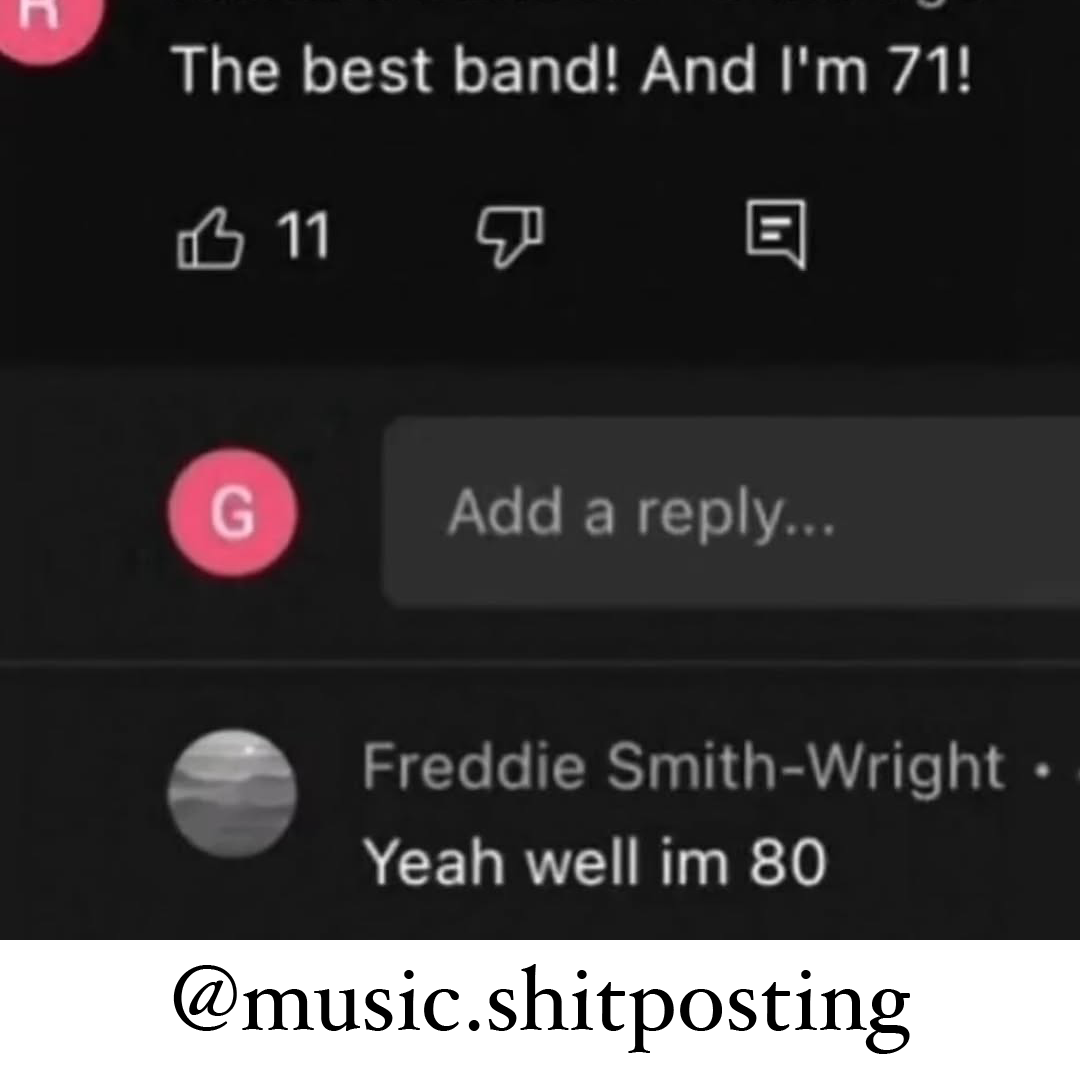 The best band! And I'm 71!
11
G
Add a reply...
Freddie Smith-Wright •
Yeah well im 80
@music.shitposting